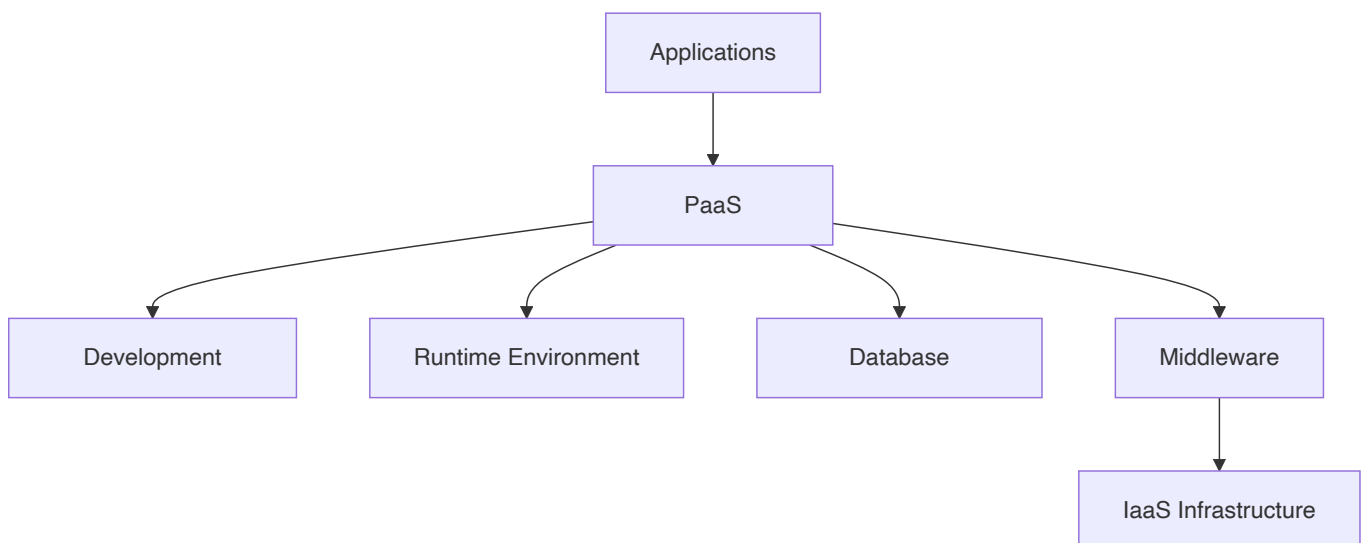 Applications
PaaS
Development
Runtime Environment
Database
Middleware
IaaS Infrastructure